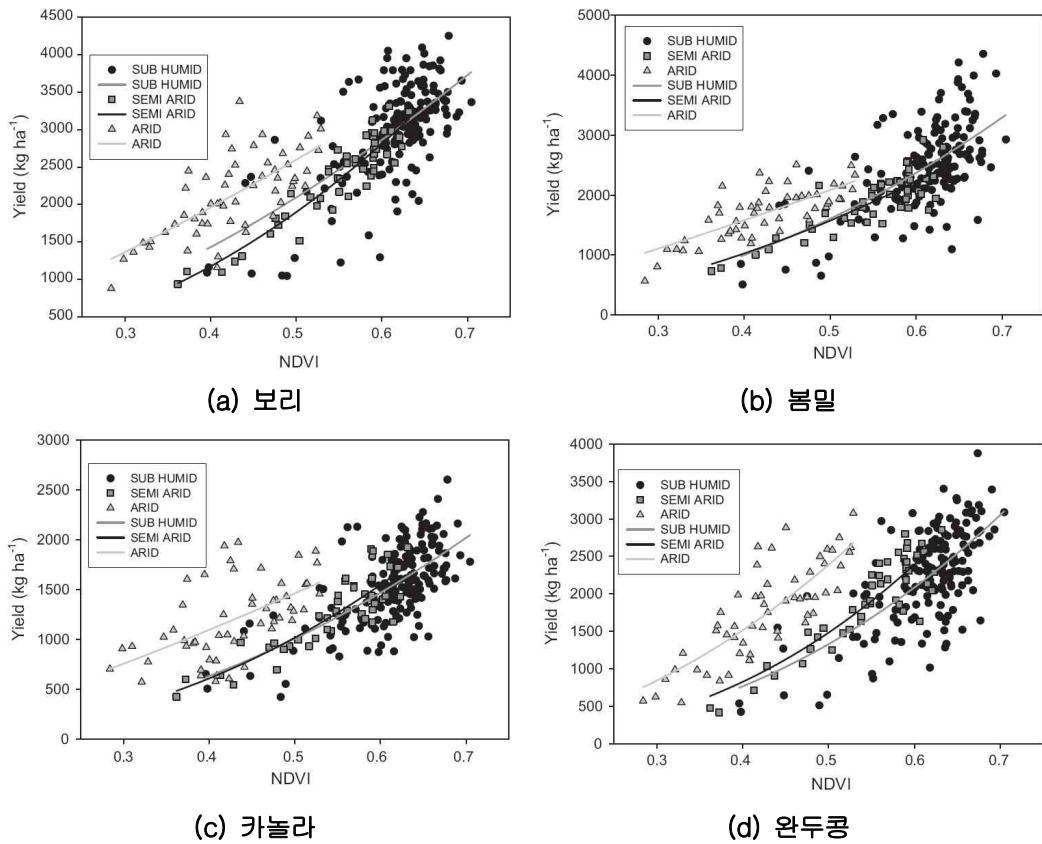 4500
4000
3500
3000
2500
2000
1500
1000
500
Yield (kg ha-1)
SUB HUMID
SUB HUMID
SEMI ARID
SEMI ARID
ARID
ARID
0.3 0.4 0.5 0.6 0.7
NDVI
(a) 보리
5000
4000
3000
2000
1000
0
Yield (kg ha-1)
SUB HUMID
SEMI ARID
ARID
SUB HUMID
SEMI ARID
ARID
0.3 0.4 0.5 0.6 0.7
NDVI
(b) 봄밀
3000
2500
2000
1500
1000
500
0
Yield (kg ha-1)
SUB HUMID
SEMI ARID
ARID
SUB HUMID
SEMI ARID
ARID
0.3 0.4 0.5 0.6 0.7
NDVI
(c) 카놀라
4000
3500
3000
2500
2000
1500
1000
500
0
Yield (kg ha-1)
SUB HUMID
SEMI ARID
ARID
SUB HUMID
SEMI ARID
ARID
0.3 0.4 0.5 0.6 0.7
NDVI
(d) 완두콩